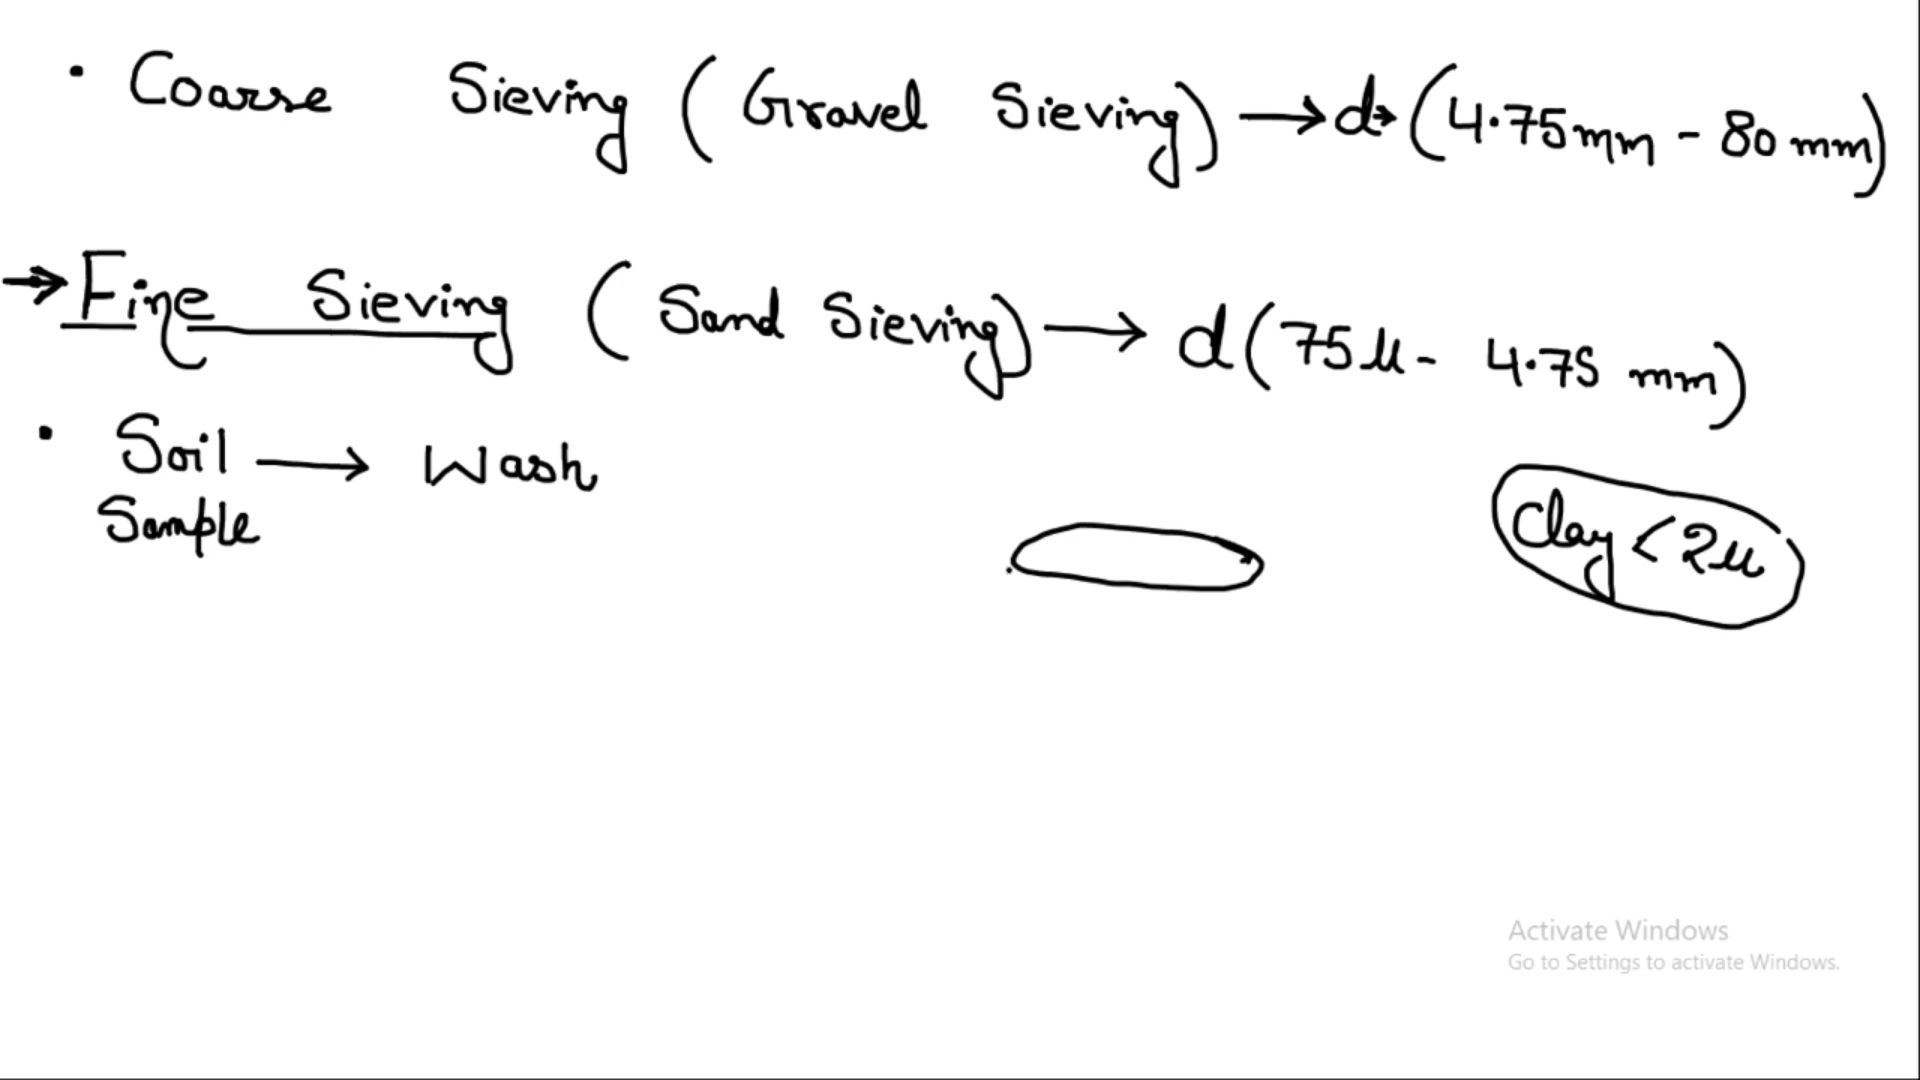 · Coarse Sieving (Gravel Sieving) → d→ (4.75mm - 80 mm)
→ Fine Sieving (Sand Sieving) → d (75μ - 4.75 mm)
· Soil → Wash
Sample
Clay < 2μ
Activate Windows
Go to Settings to activate Windows.